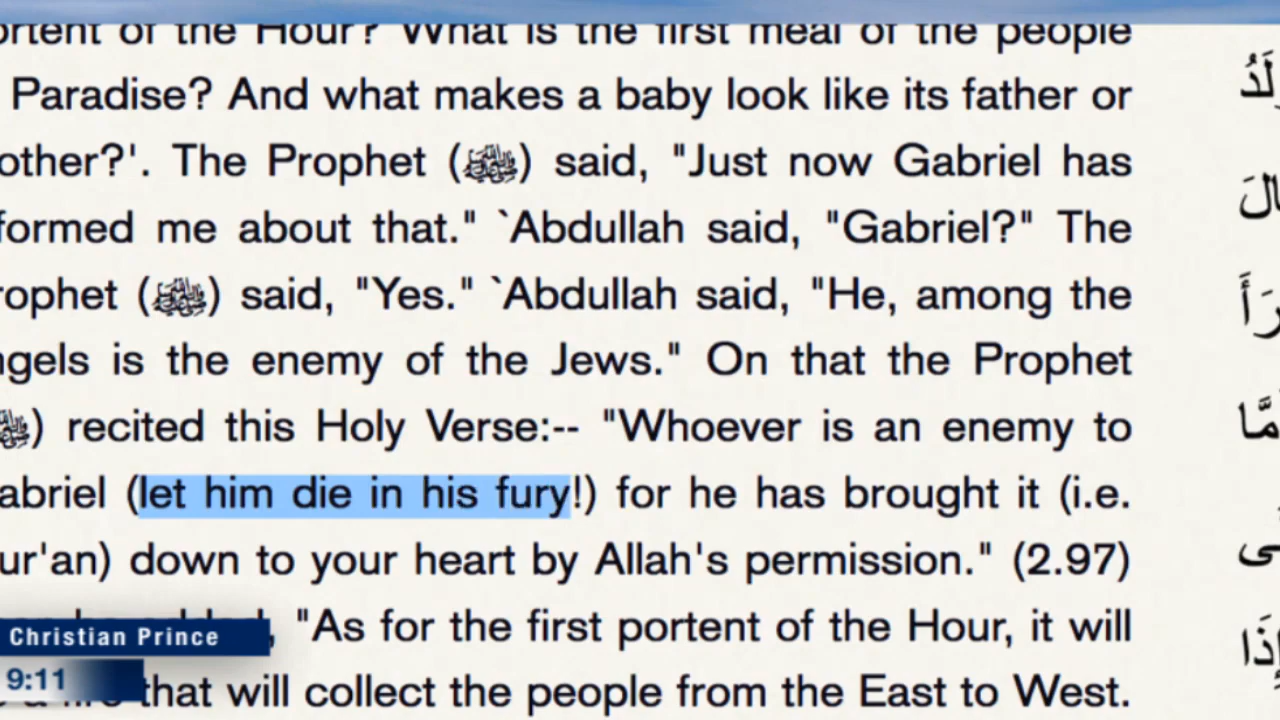 ortent of the Hour? What is the first meal of the people
Paradise? And what makes a baby look like its father or
other?'. The Prophet (ﷺ) said, "Just now Gabriel has
formed me about that." `Abdullah said, "Gabriel?" The
rophet (ﷺ) said, "Yes." `Abdullah said, "He, among the
ngels is the enemy of the Jews." On that the Prophet
ﷺ) recited this Holy Verse:-- "Whoever is an enemy to
abriel (let him die in his fury!) for he has brought it (i.e.
ur'an) down to your heart by Allah's permission." (2.97)
"As for the first portent of the Hour, it will
that will collect the people from the East to West.
Christian Prince
9:11